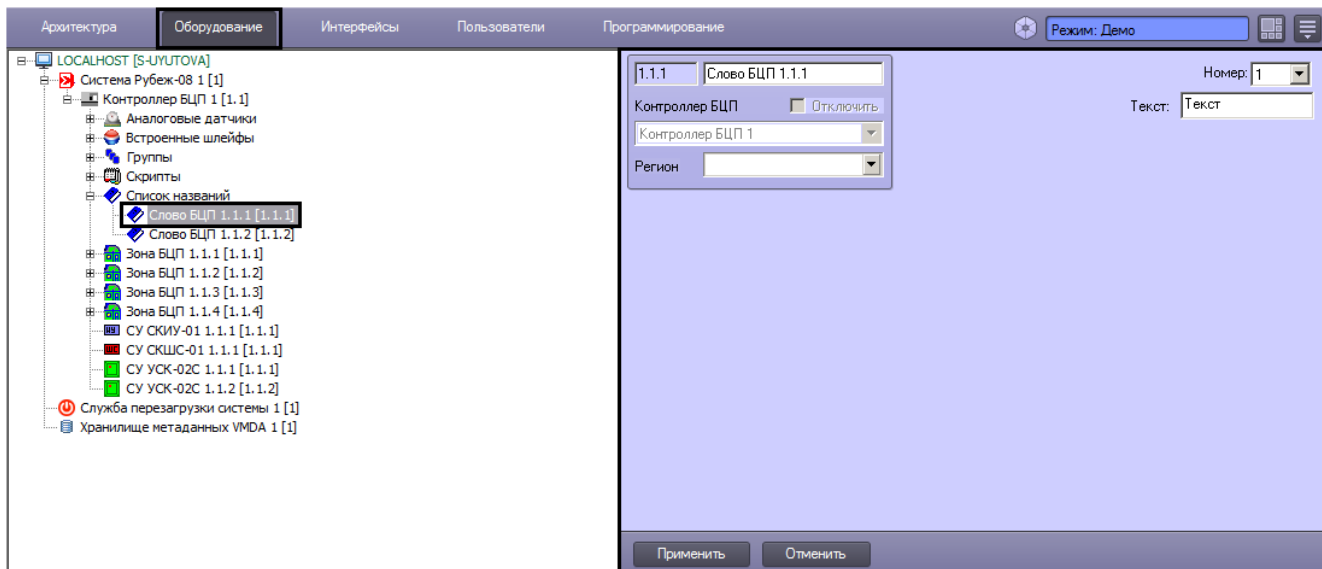 Архитектура Оборудование Интерфейсы Пользователи Программирование Режим: Демо
LOCALHOST [S-UYUTOVA]
Система Рубеж-08 1 [1]
Контроллер БЦП 1 [1.1]
Аналоговые датчики
Встроенные шлейфы
Группы
Скрипты
Список названий
Слово БЦП 1.1.1 [1.1.1]
Слово БЦП 1.1.2 [1.1.2]
Зона БЦП 1.1.1 [1.1.1]
Зона БЦП 1.1.2 [1.1.2]
Зона БЦП 1.1.3 [1.1.3]
Зона БЦП 1.1.4 [1.1.4]
СУ СКИУ-01 1.1.1 [1.1.1]
СУ СКШС-01 1.1.1 [1.1.1]
СУ УСК-02С 1.1.1 [1.1.1]
СУ УСК-02С 1.1.2 [1.1.2]
Служба перезагрузки системы 1 [1]
Хранилище метаданных VMDA 1 [1]
1.1.1 Слово БЦП 1.1.1
Контроллер БЦП Отключить
Контроллер БЦП 1
Регион
Номер: 1
Текст: Текст
Применить Отменить